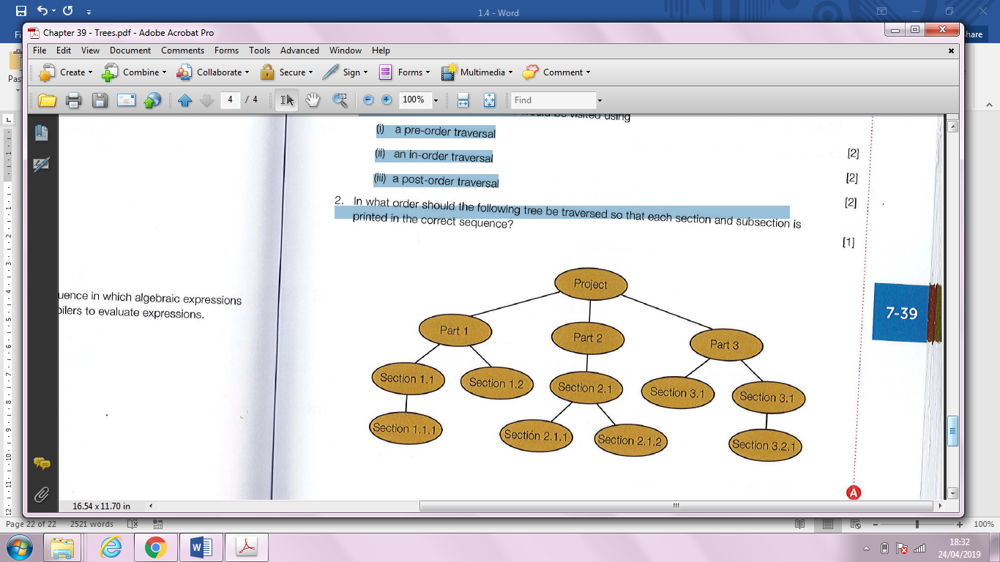 1.4 - Word
Chapter 39 - Trees.pdf - Adobe Acrobat Pro
File Edit View Document Comments Forms Tools Advanced Window Help
Create Combine Collaborate Secure Sign Forms Multimedia Comment
4 / 4 100% Find
would be visited using
(i) a pre-order traversal
[2]
(ii) an in-order traversal
[2]
(iii) a post-order traversal
[2]
2. In what order should the following tree be traversed so that each section and subsection is
printed in the correct sequence?
[1]
uence in which algebraic expressions
pilers to evaluate expressions.
Project
Part 1 Part 2 Part 3
Section 1.1 Section 1.2 Section 2.1 Section 3.1 Section 3.1
Section 1.1.1 Section 2.1.1 Section 2.1.2 Section 3.2.1
7-39
A
16.54 x 11.70 in
Page 22 of 22 2521 words 100%
18:32
24/04/2019